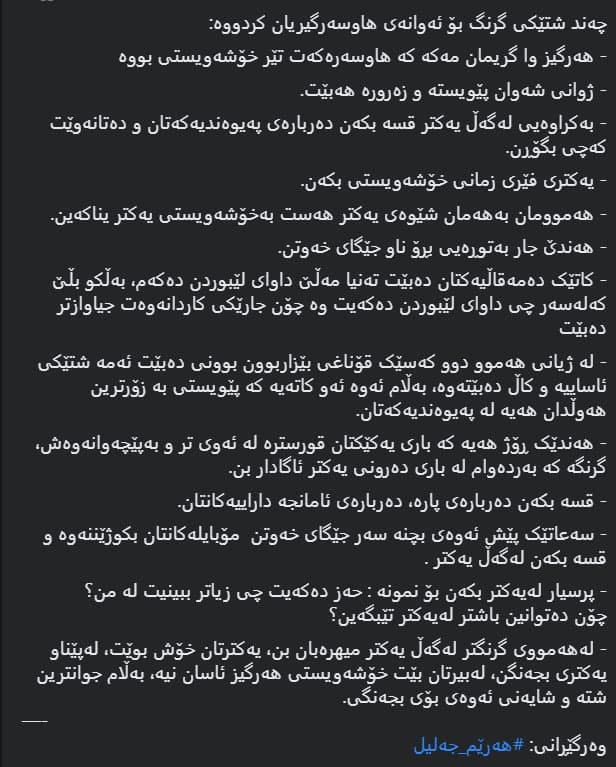 چەند شتێکی گرنگ بۆ ئەوانەی هاوسەرگیریان کردووە:
- هەرگیز وا گریمان مەکە کە هاوسەرەکەت تێر خۆشەویستی بووە
- ژوانی شەوان پێویستە و زەرورە هەبێت.
- بەکراوەیی لەگەڵ یەکتر قسە بکەن دەربارەی پەیوەندیەکەتان و دەتانەوێت
کەچی بگۆڕن.
- یەکتری فێری زمانی خۆشەویستی بکەن.
- هەموومان بەهەمان شێوەی یەکتر هەست بەخۆشەویستی یەکتر یناکەین.
- هەندێ جار بەتورەیی بڕۆ ناو جێگای خەوتن.
- کاتێک دەمەقاڵیەکتان دەبێت تەنیا مەڵێ داوای لێبوردن دەکەم، بەڵکو بڵێ
کەلەسەر چی داوای لێبوردن دەکەیت وە چۆن جارێکی کاردانەوەت جیاوازتر
دەبێت
- لە ژیانی هەموو دوو کەسێک قۆناغی بێزاربوون بوونی دەبێت ئەمە شتێکی
ئاساییە و کاڵ دەبێتەوە، بەڵام ئەوە ئەو کاتەیە کە پێویستی بە زۆرترین
هەوڵدان هەیە لە پەیوەندیەکەتان.
- هەندێک ڕۆژ هەیە کە باری یەکێکتان قورسترە لە ئەوی تر و بەپێچەوانەوەش،
گرنگە کە بەردەوام لە باری دەرونی یەکتر ئاگادار بن.
- قسە بکەن دەربارەی پارە، دەربارەی ئامانجە داراییەکانتان.
- سەعاتێک پێش ئەوەی بچنە سەر جێگای خەوتن مۆبایلەکانتان بکوژێننەوە و
قسە بکەن لەگەڵ یەکتر .
- پرسیار لەیەکتر بکەن بۆ نمونە : حەز دەکەیت چی زیاتر ببینیت لە من؟
چۆن دەتوانین باشتر لەیەکتر تێبگەین؟
- لەهەمووی گرنگتر لەگەڵ یەکتر میهرەبان بن، یەکترتان خۆش بوێت، لەپێناو
یەکتری بجەنگن، لەبیرتان بێت خۆشەویستی هەرگیز ئاسان نیە، بەڵام جوانترین
شتە و شایەنی ئەوەی بۆی بجەنگی.
——–
وەرگێڕانی: #هەرێم_جەلیل